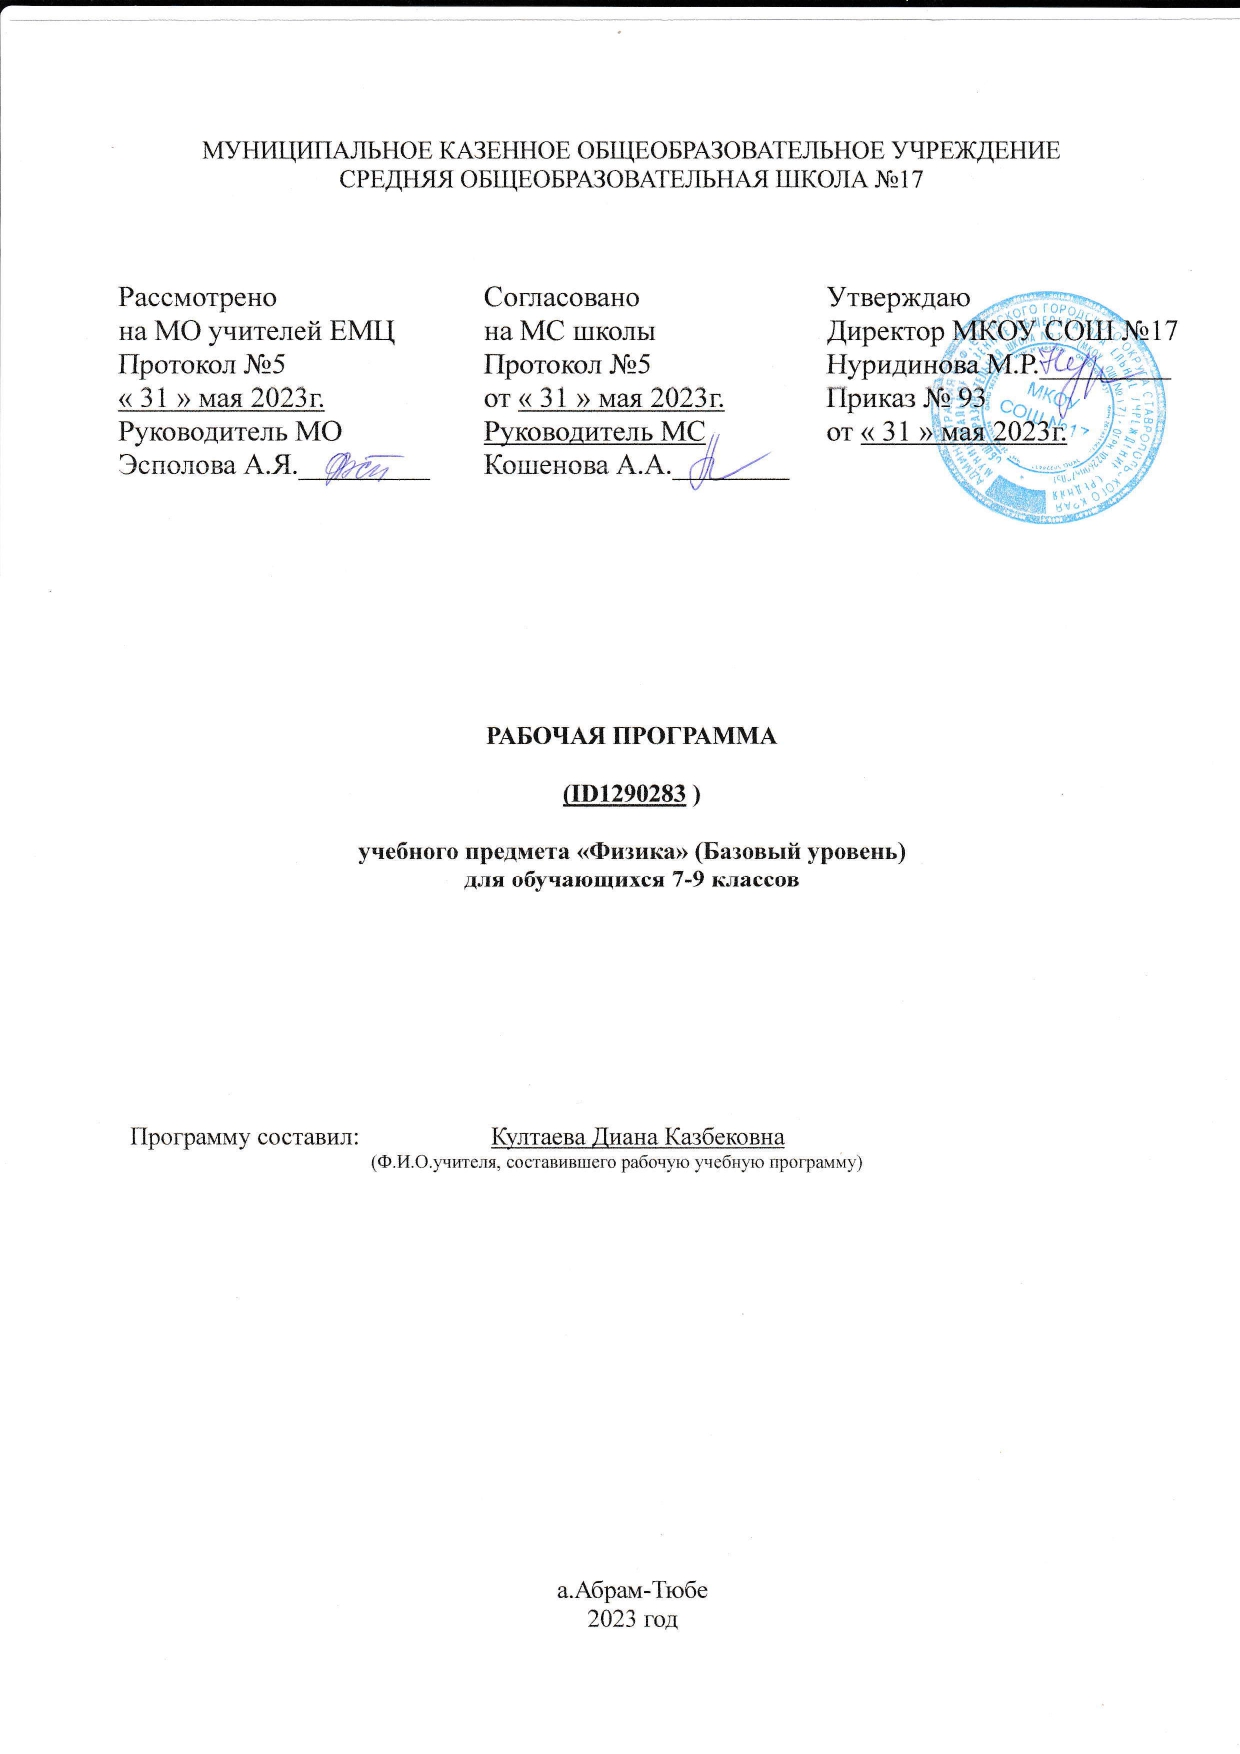 МУНИЦИПАЛЬНОЕ КАЗЕННОЕ ОБЩЕОБРАЗОВАТЕЛЬНОЕ УЧРЕЖДЕНИЕ
СРЕДНЯЯ ОБЩЕОБРАЗОВАТЕЛЬНАЯ ШКОЛА №17
Рассмотрено
на МО учителей ЕМЦ
Протокол №5
« 31 » мая 2023г.
Руководитель МО
Эсполова А.Я.
Согласовано
на МС школы
Протокол №5
от « 31 » мая 2023г.
Руководитель МС
Кошенова А.А.
Утверждаю
Директор МКОУ СОШ №17
Нуридинова М.Р.
Приказ № 93
от « 31 » мая 2023г.
МКОУ
СОШ №17
РАБОЧАЯ ПРОГРАММА
(ID1290283 )
учебного предмета «Физика» (Базовый уровень)
для обучающихся 7-9 классов
Программу составил: Култаева Диана Казбековна
(Ф.И.О.учителя, составившего рабочую учебную программу)
а.Абрам-Тюбе
2023 год